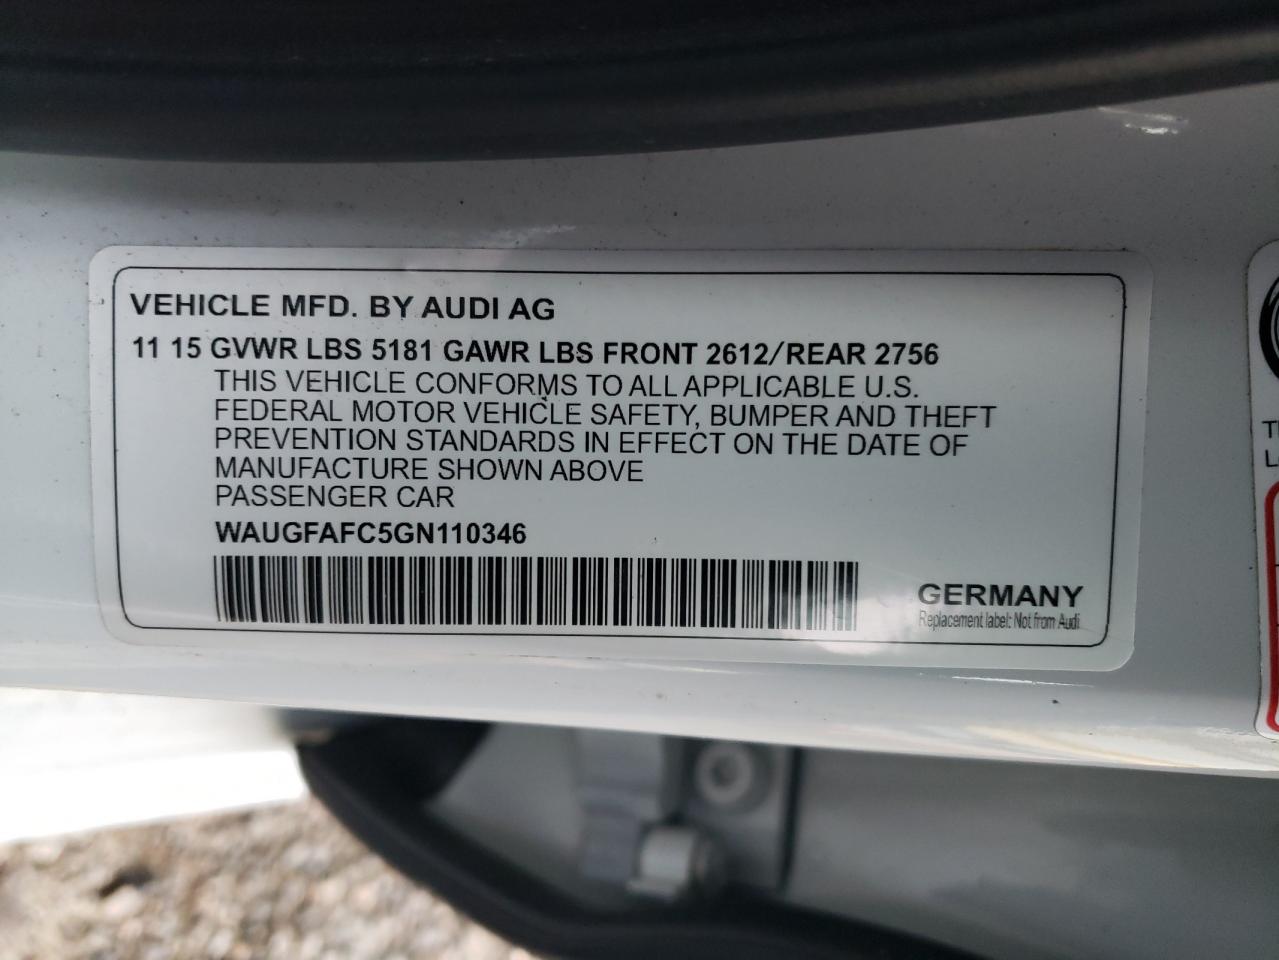 VEHICLE MFD. BY AUDI AG
11 15 GVWR LBS 5181 GAWR LBS FRONT 2612/REAR 2756
THIS VEHICLE CONFORMS TO ALL APPLICABLE U.S.
FEDERAL MOTOR VEHICLE SAFETY, BUMPER AND THEFT
PREVENTION STANDARDS IN EFFECT ON THE DATE OF
MANUFACTURE SHOWN ABOVE
PASSENGER CAR
WAUGFAFC5GN110346
GERMANY
Replacement label: Not from Audi